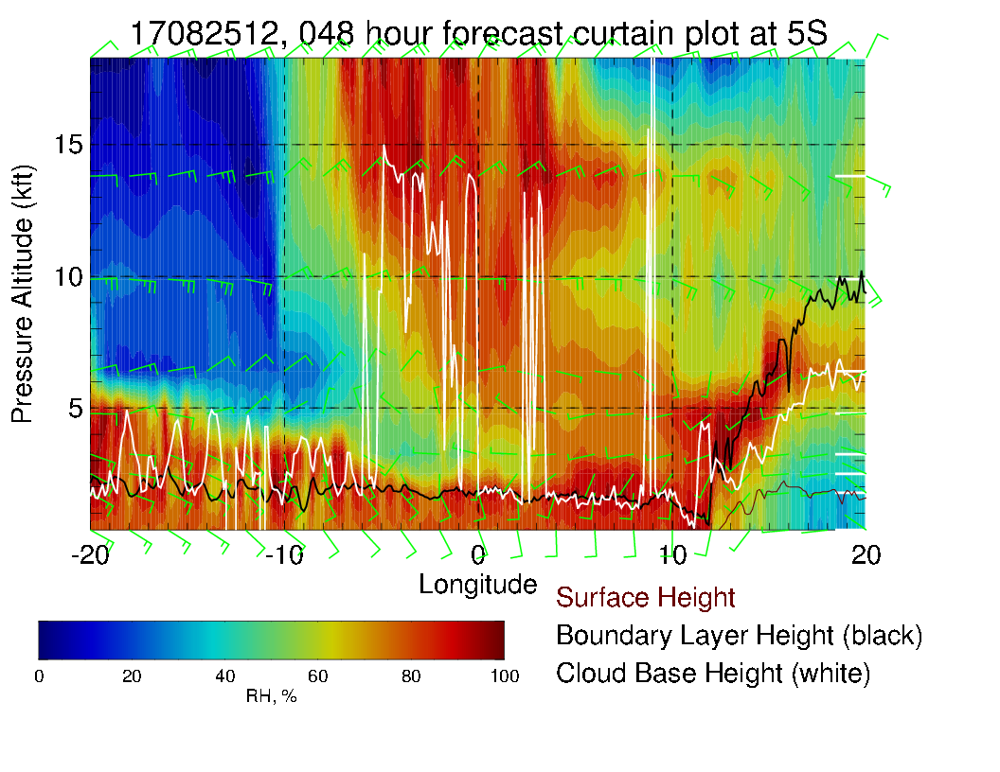 17082512, 048 hour forecast curtain plot at 5S
Pressure Altitude (kft)
15
10
5
-20 -10 0 10 20
Longitude
Surface Height
Boundary Layer Height (black)
Cloud Base Height (white)
0 20 40 60 80 100
RH, %